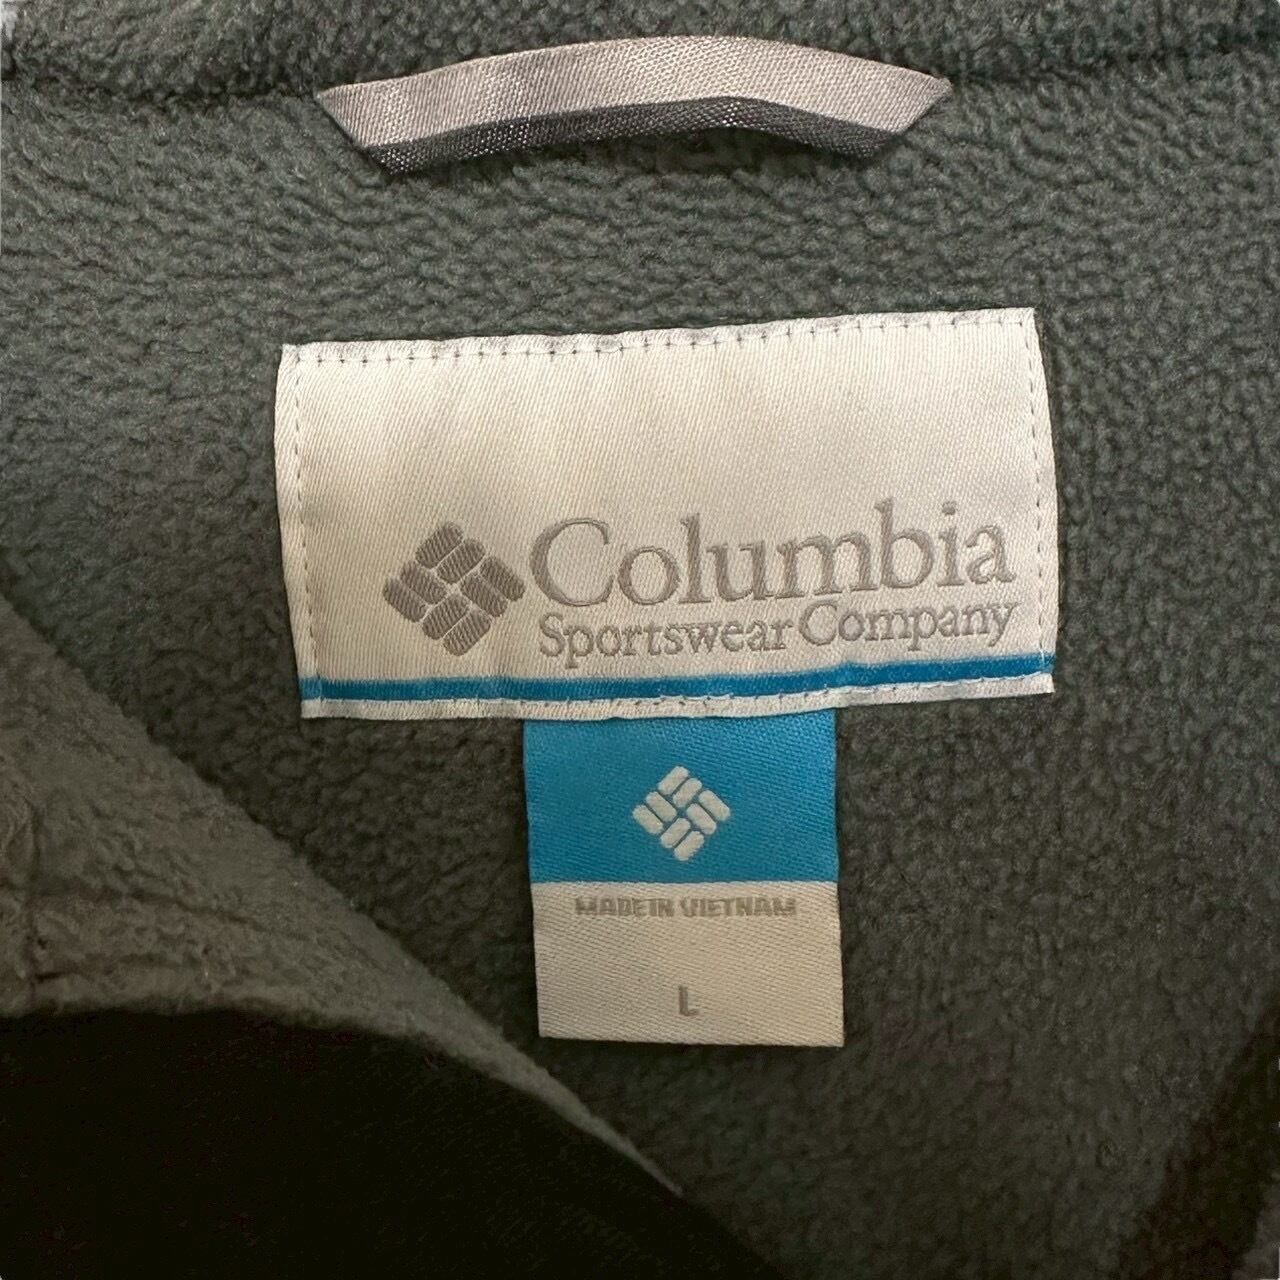 Columbia
Sportswear Company
MADE IN VIETNAM
L